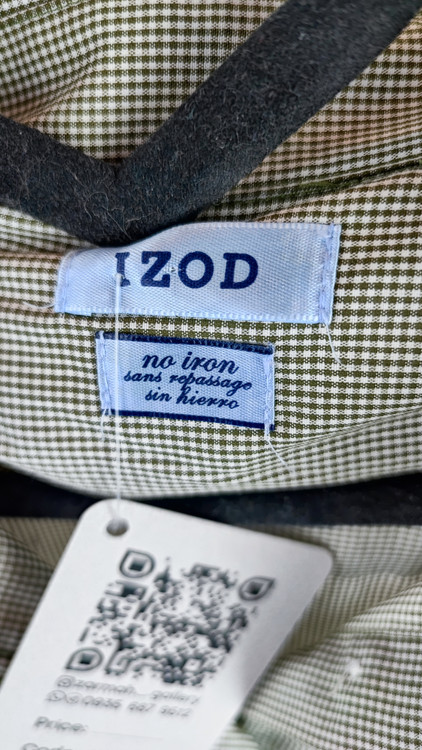 IZOD
no iron
sans repassage
sin hierro
Price: